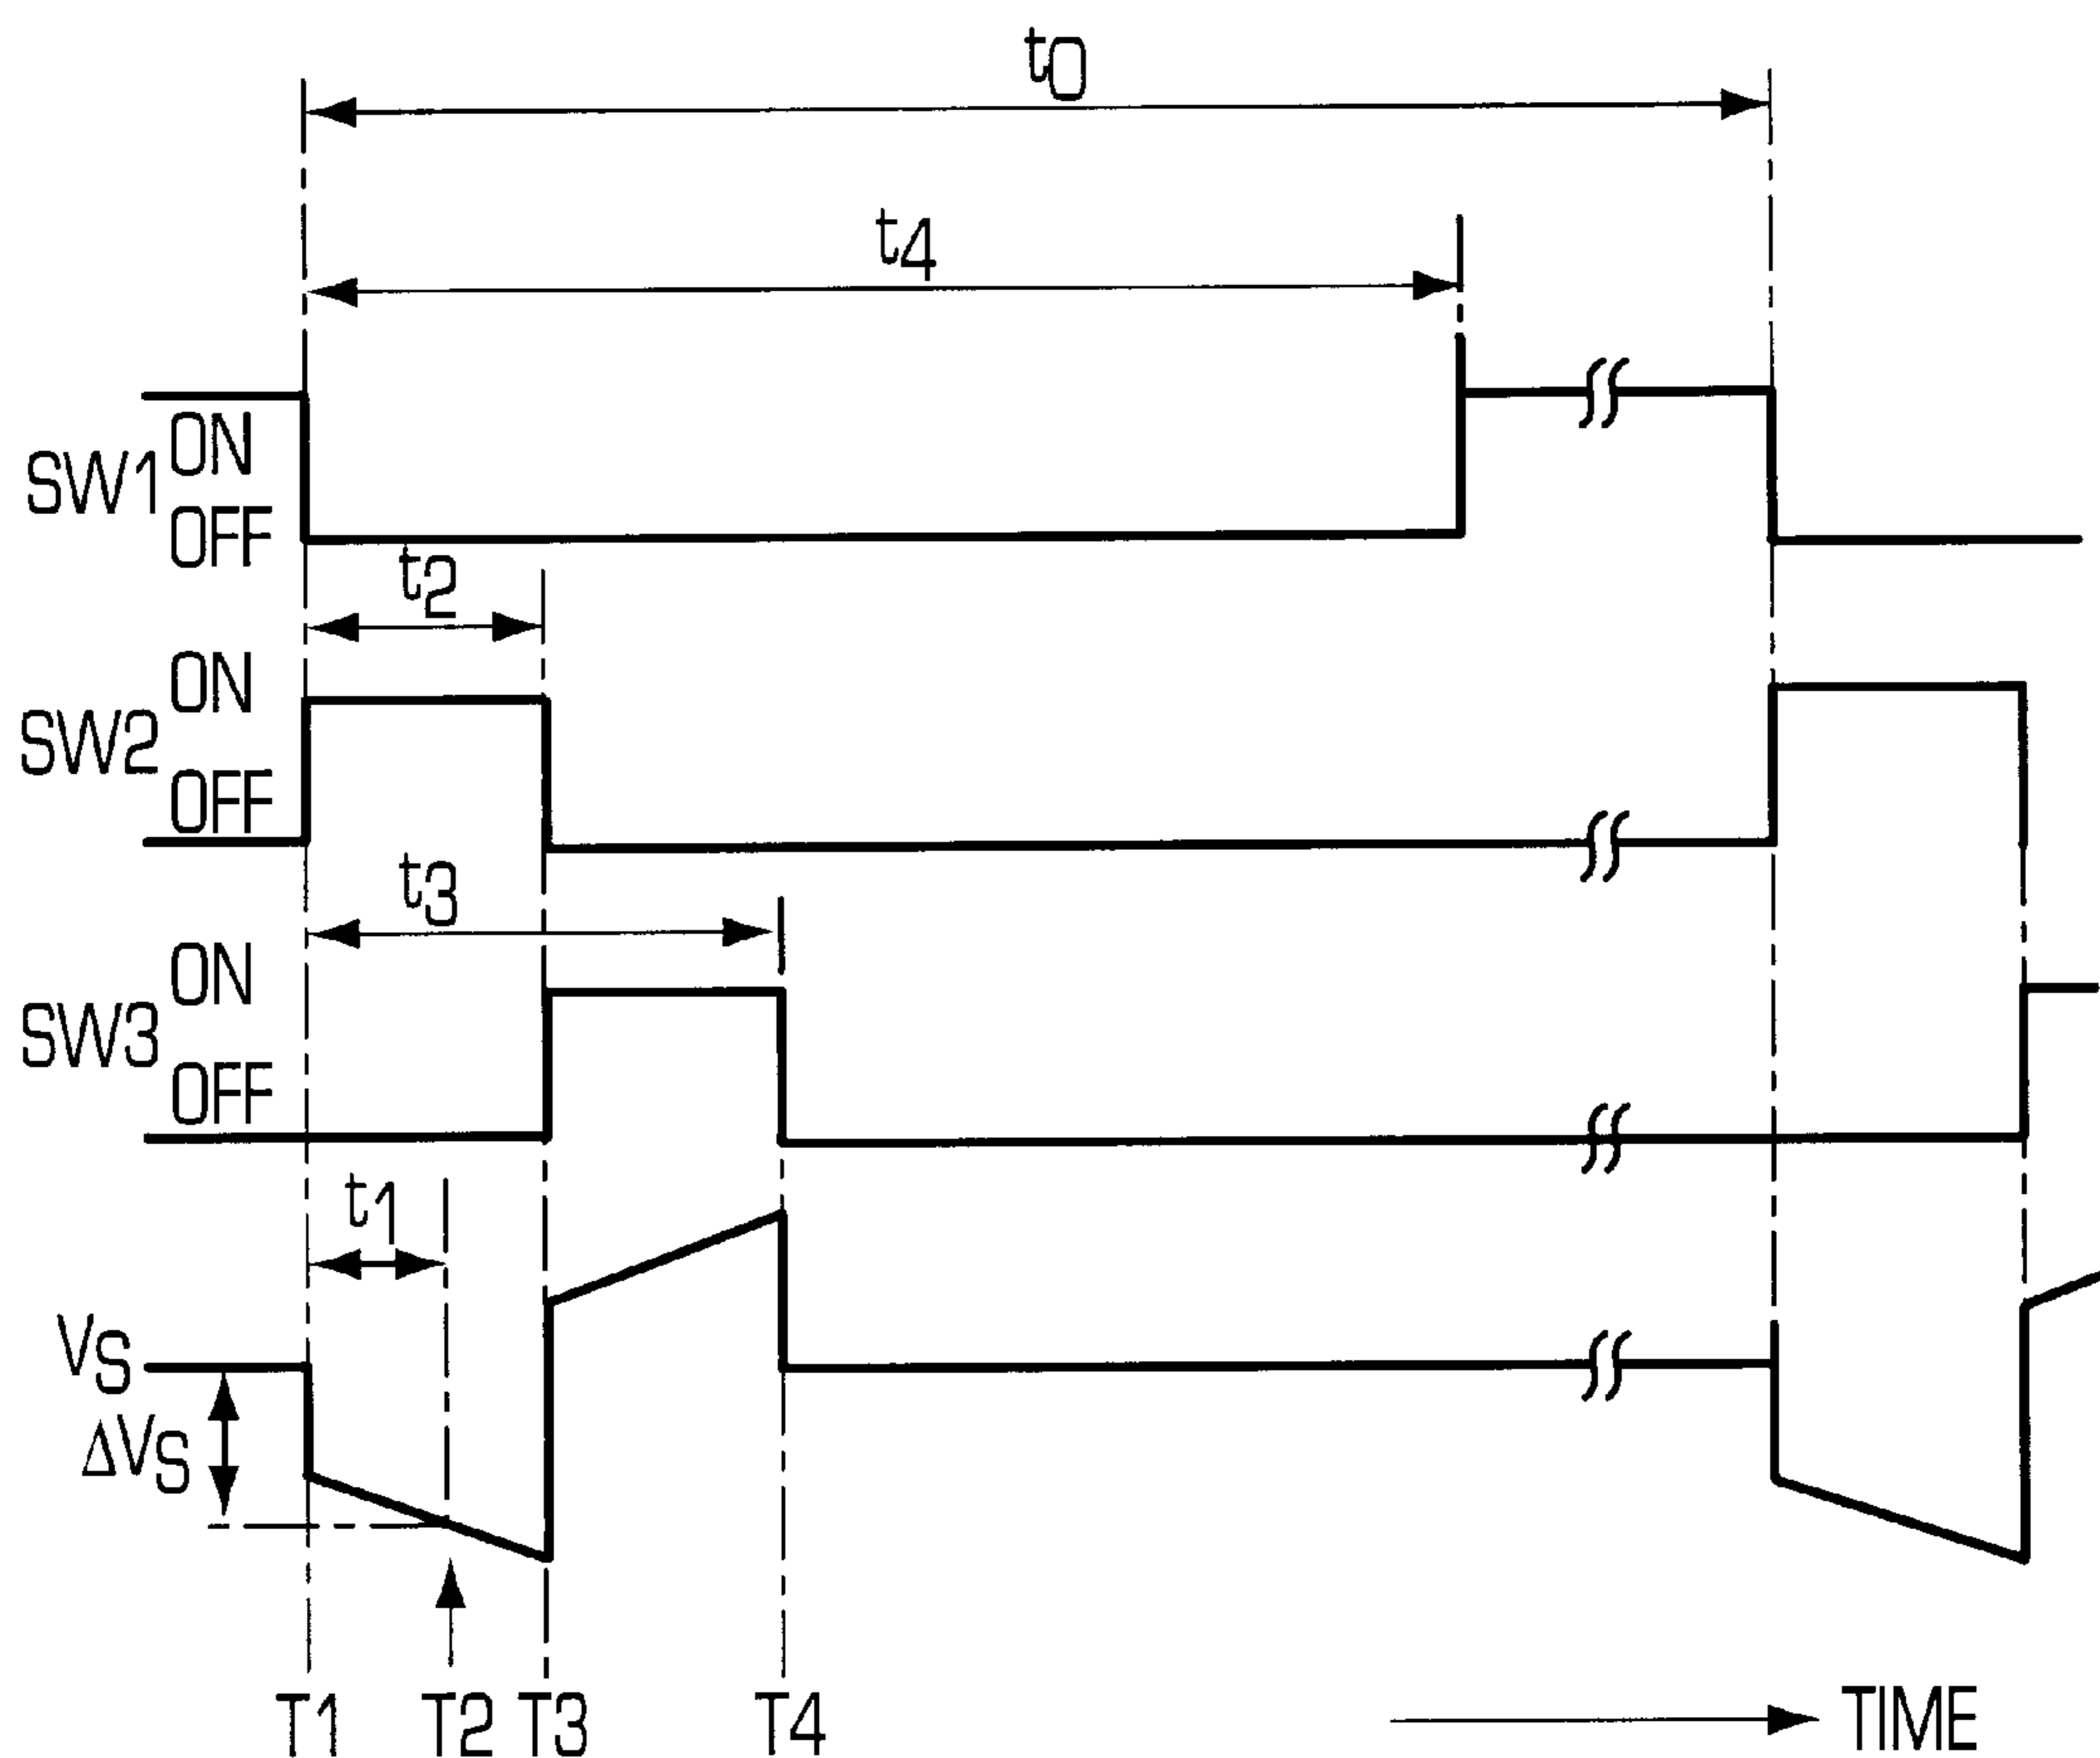 t0
t4
SW1 ON
OFF
t2
SW2 ON
OFF
t3
SW3 ON
OFF
t1
VS
ΔVS
T1 T2 T3 T4 TIME